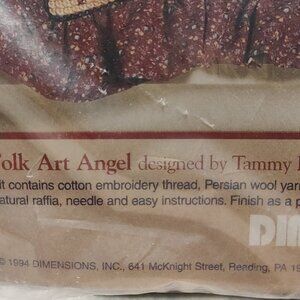 Folk Art Angel designed by Tammy
it contains cotton embroidery thread, Persian wool yar
atural raffia, needle and easy instructions. Finish as a p
DIM
© 1994 DIMENSIONS, INC., 641 McKnight Street, Reading, PA 19